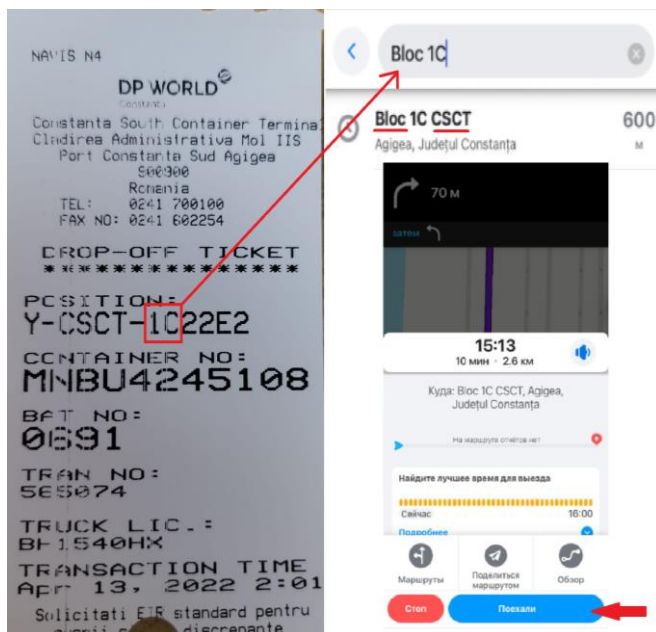 NAVIS N4
DP WORLD
Constanta
Constanta South Container Termina
Cladirea Administrativa Mol IIS
Port Constanta Sud Agigea
900900
Romania
TEL: 0241 700100
FAX NO: 0241 602254
DROP-OFF TICKET
*******************
POSITION:
Y-CSCT-1C22E2
CONTAINER NO:
MNBU4245108
BAT NO:
0691
TRAN NO:
565074
TRUCK LIC.:
BH1540HX
TRANSACTION TIME
Apr 13, 2022 2:01
Solicitati EIR standard pentru
discrepante
Bloc 1C
Bloc 1C CSCT
600
м
Agigea, Județul Constanța
70 м
затем
15:13
10 мин · 2.6 км
Куда: Bloc 1C CSCT, Agigea,
Județul Constanța
На маршруте отчётов нет
Найдите лучшее время для выезда
Сейчас
16:00
Подробнее
Маршруты
Поделиться
маршрутом
Обзор
Стоп
Поехали